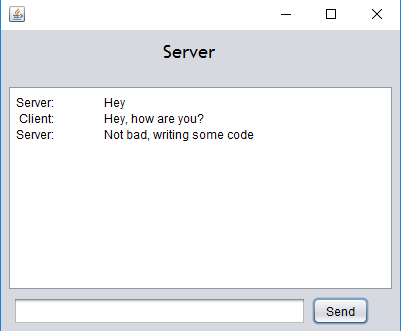 Server
Server: Hey
Client: Hey, how are you?
Server: Not bad, writing some code
Send